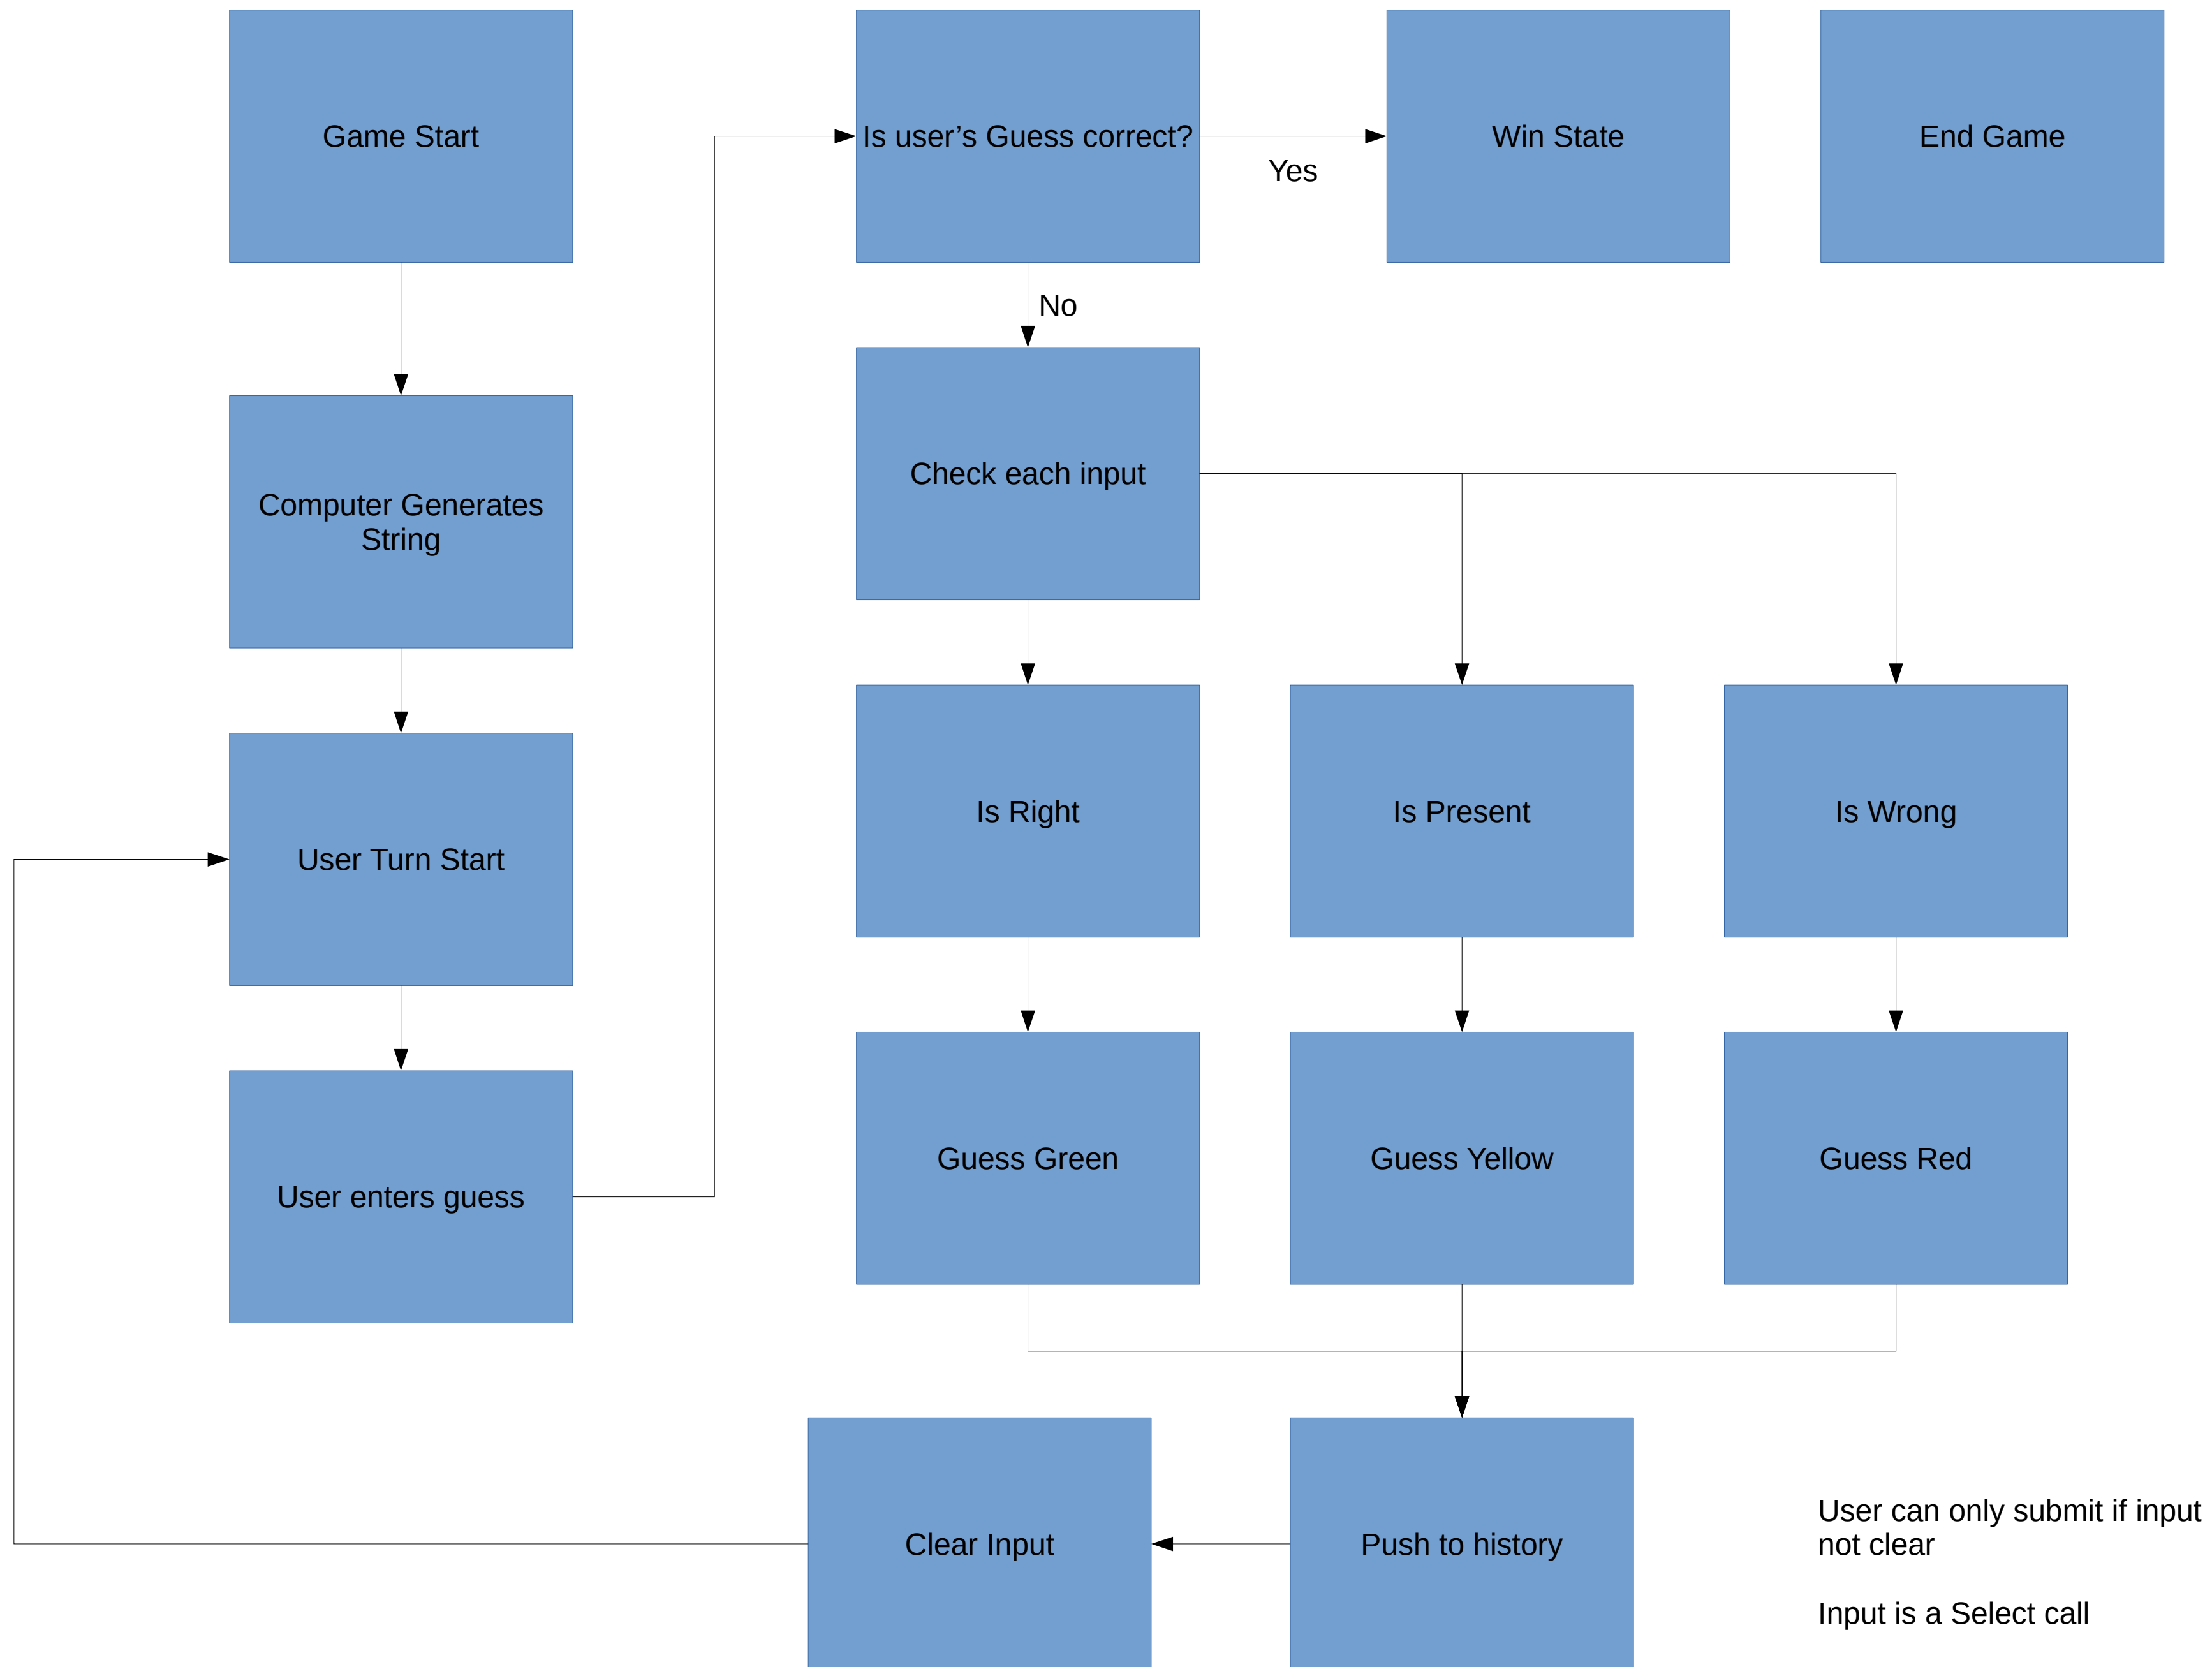 Game Start
Is user’s Guess correct?
Yes
Win State
End Game
No
Check each input
Computer Generates
String
Is Right
Is Present
Is Wrong
User Turn Start
Guess Green
Guess Yellow
Guess Red
User enters guess
Clear Input
Push to history
User can only submit if input
not clear
Input is a Select call